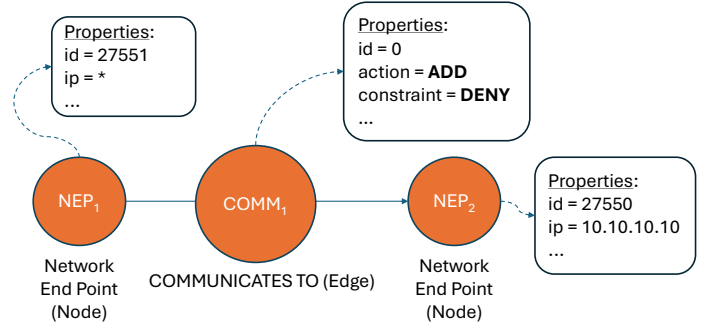 Properties:
id = 27551
ip = *
...
Properties:
id = 0
action = ADD
constraint = DENY
...
NEP₁
COMM₁
NEP₂
Properties:
id = 27550
ip = 10.10.10.10
...
Network
End Point
(Node)
COMMUNICATES TO (Edge)
Network
End Point
(Node)